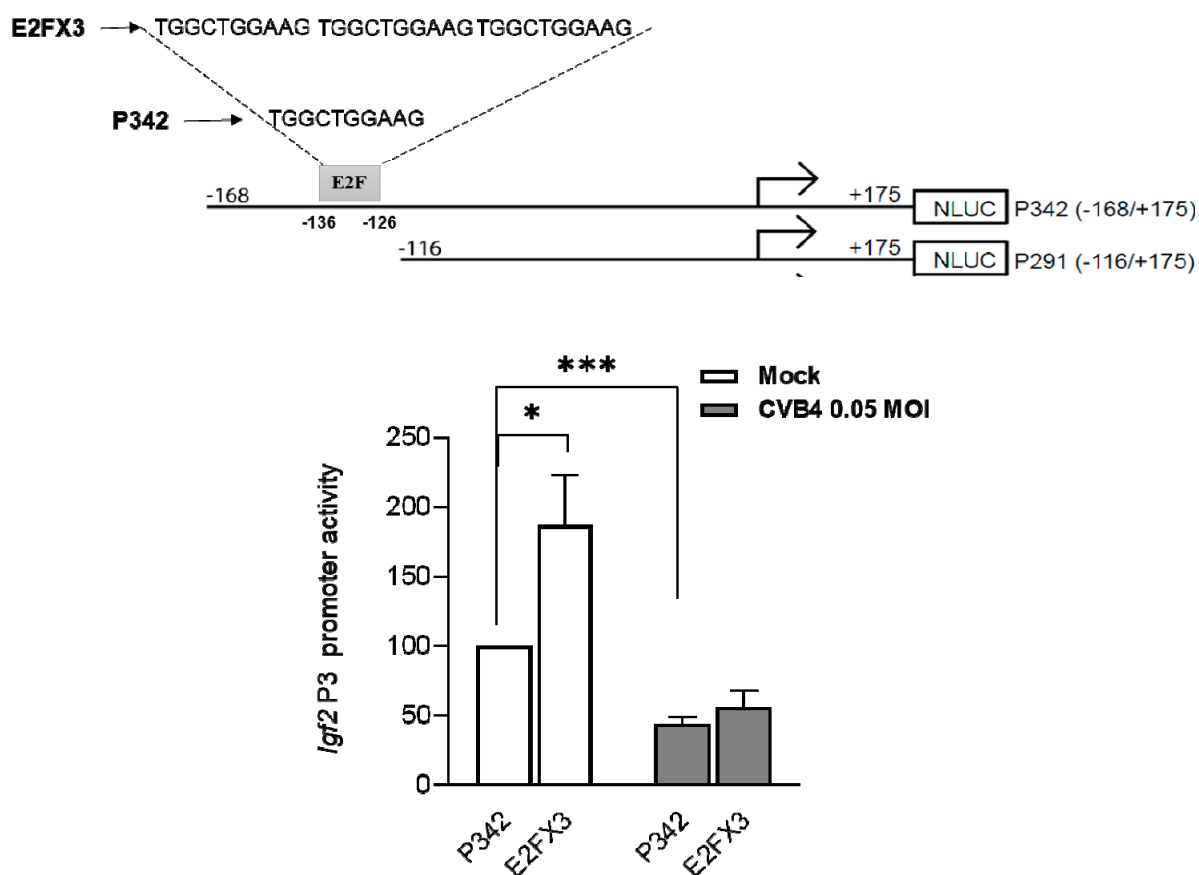 E2FX3 TGGCTGGAAG TGGCTGGAAG TGGCTGGAAG
P342 TGGCTGGAAG
E2F
-168 +175 NLUC P342 (-168/+175)
-136 -126
-116 +175 NLUC P291 (-116/+175)
*** Mock
* CVB4 0.05 MOI
Igf2 P3 promoter activity
250
200
150
100
50
0
P342 E2FX3 P342 E2FX3